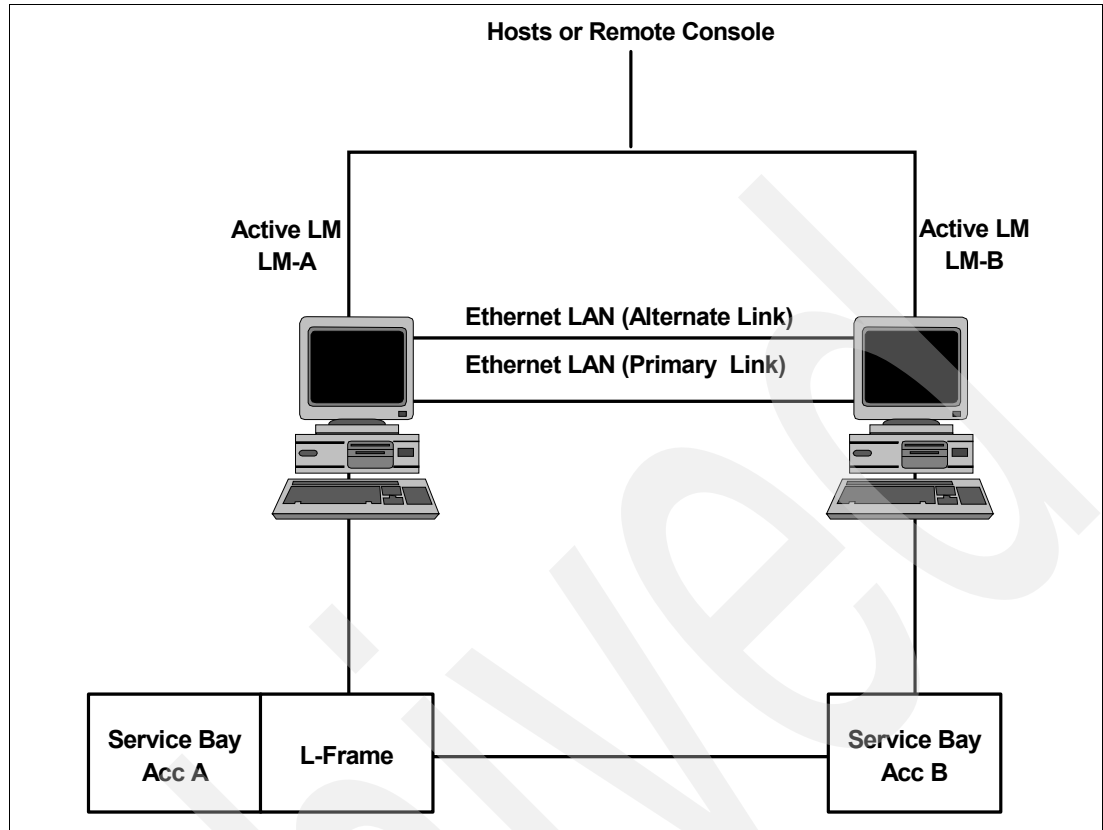 Hosts or Remote Console
Active LM
LM-A
Active LM
LM-B
Ethernet LAN (Alternate Link)
Ethernet LAN (Primary Link)
Service Bay
Acc A
L-Frame
Service Bay
Acc B